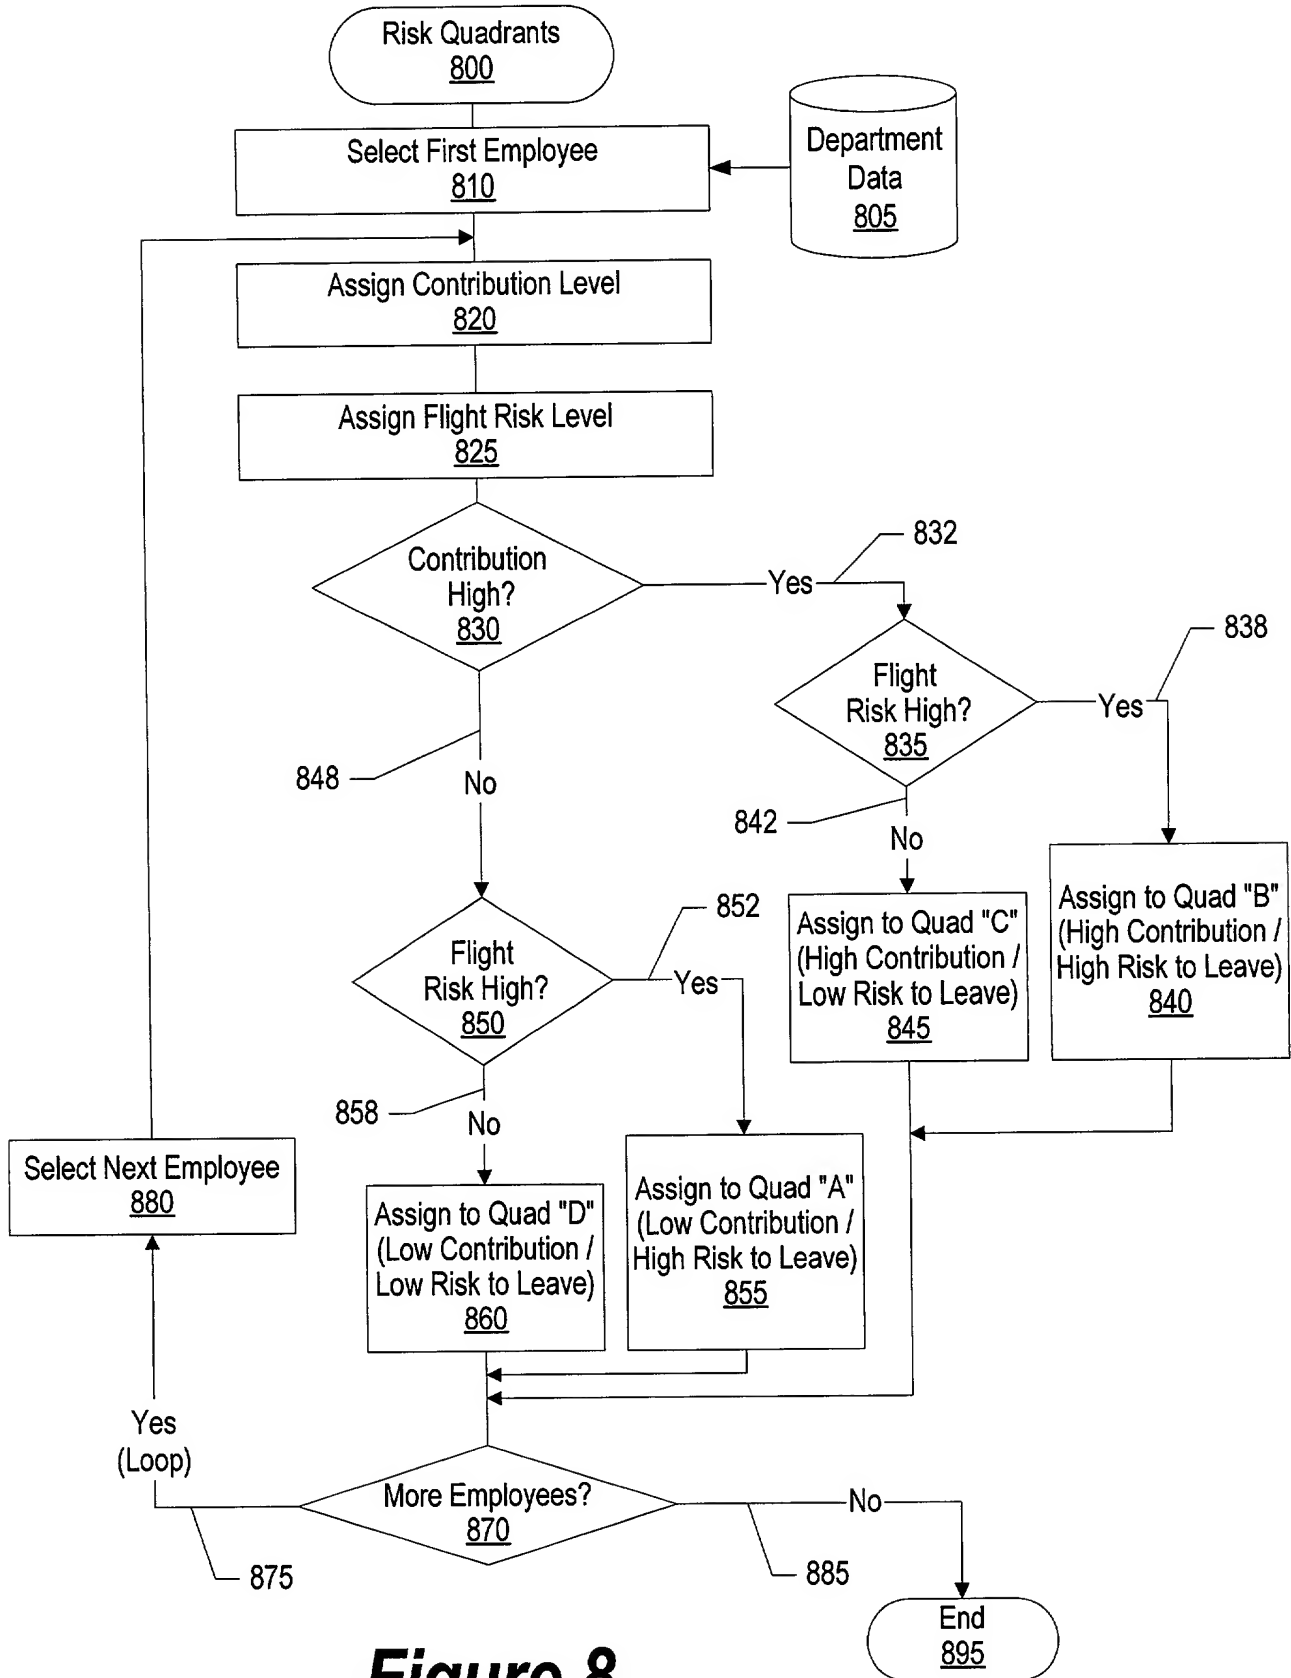 Risk Quadrants
800
Department
Data
805
Select First Employee
810
Assign Contribution Level
820
Assign Flight Risk Level
825
Contribution
High?
830
Yes
832
Flight
Risk High?
835
Yes
838
848
No
842
No
Assign to Quad "B"
(High Contribution /
High Risk to Leave)
840
Assign to Quad "C"
(High Contribution /
Low Risk to Leave)
845
Flight
Risk High?
850
852
Yes
858
No
Select Next Employee
880
Assign to Quad "D"
(Low Contribution /
Low Risk to Leave)
860
Assign to Quad "A"
(Low Contribution /
High Risk to Leave)
855
Yes
(Loop)
More Employees?
870
No
875
885
End
895
Figure 8